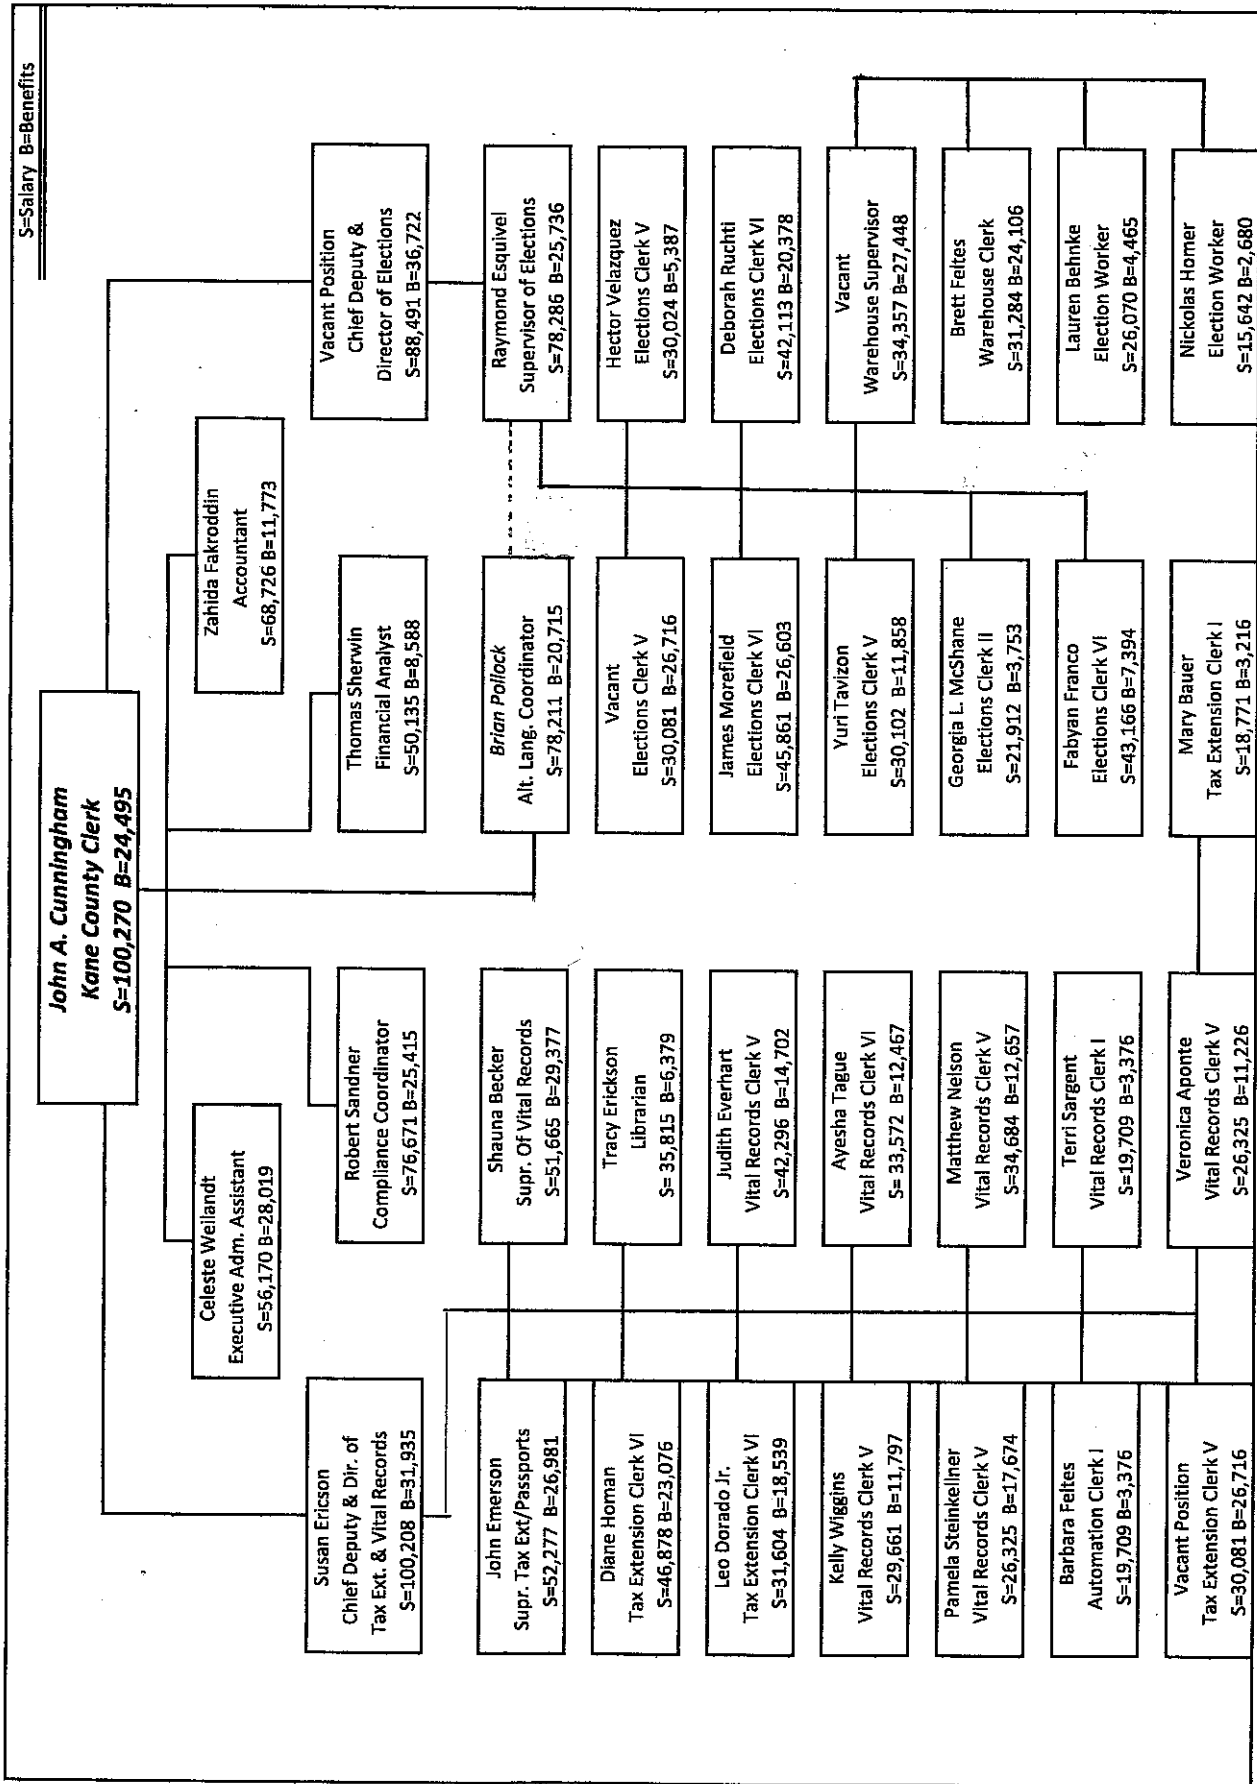 S=Salary B=Benefits
John A. Cunningham
Kane County Clerk
S=100,270 B=24,495
Celeste Weilandt
Executive Adm. Assistant
S=56,170 B=28,019
Zahida Fakroddin
Accountant
S=68,726 B=11,773
Susan Ericson
Chief Deputy & Dir. of
Tax Ext. & Vital Records
S=100,208 B=31,935
Robert Sandner
Compliance Coordinator
S=76,671 B=25,415
Thomas Sherwin
Financial Analyst
S=50,135 B=8,588
Vacant Position
Chief Deputy &
Director of Elections
S=88,491 B=36,722
John Emerson
Supr. Tax Ext/Passports
S=52,277 B=26,981
Shauna Becker
Supr. Of Vital Records
S=51,665 B=29,377
Brian Pollock
Alt. Lang. Coordinator
S=78,211 B=20,715
Raymond Esquivel
Supervisor of Elections
S=78,286 B=25,736
Diane Homan
Tax Extension Clerk VI
S=46,878 B=23,076
Tracy Erickson
Librarian
S= 35,815 B=6,379
Vacant
Elections Clerk V
S=30,081 B=26,716
Hector Velazquez
Elections Clerk V
S=30,024 B=5,387
Leo Dorado Jr.
Tax Extension Clerk VI
S=31,604 B=18,539
Judith Everhart
Vital Records Clerk V
S=42,296 B=14,702
James Morefield
Elections Clerk VI
S=45,861 B=26,603
Deborah Ruchti
Elections Clerk VI
S=42,113 B=20,378
Kelly Wiggins
Vital Records Clerk V
S=29,661 B=11,797
Ayesha Tague
Vital Records Clerk VI
S= 33,572 B=12,467
Yuri Tavizon
Elections Clerk V
S=30,102 B=11,858
Vacant
Warehouse Supervisor
S=34,357 B=27,448
Pamela Steinkellner
Vital Records Clerk V
S=26,325 B=17,674
Matthew Nelson
Vital Records Clerk V
S=34,684 B=12,657
Georgia L. McShane
Elections Clerk II
S=21,912 B=3,753
Brett Feltes
Warehouse Clerk
S=31,284 B=24,106
Barbara Feltes
Automation Clerk I
S=19,709 B=3,376
Terri Sargent
Vital Records Clerk I
S=19,709 B=3,376
Fabyan Franco
Elections Clerk VI
S=43,166 B=7,394
Lauren Behnke
Election Worker
S=26,070 B=4,465
Vacant Position
Tax Extension Clerk V
S=30,081 B=26,716
Veronica Aponte
Vital Records Clerk V
S=26,325 B=11,226
Mary Bauer
Tax Extension Clerk I
S=18,771 B=3,216
Nickolas Homer
Election Worker
S=15,642 B=2,680